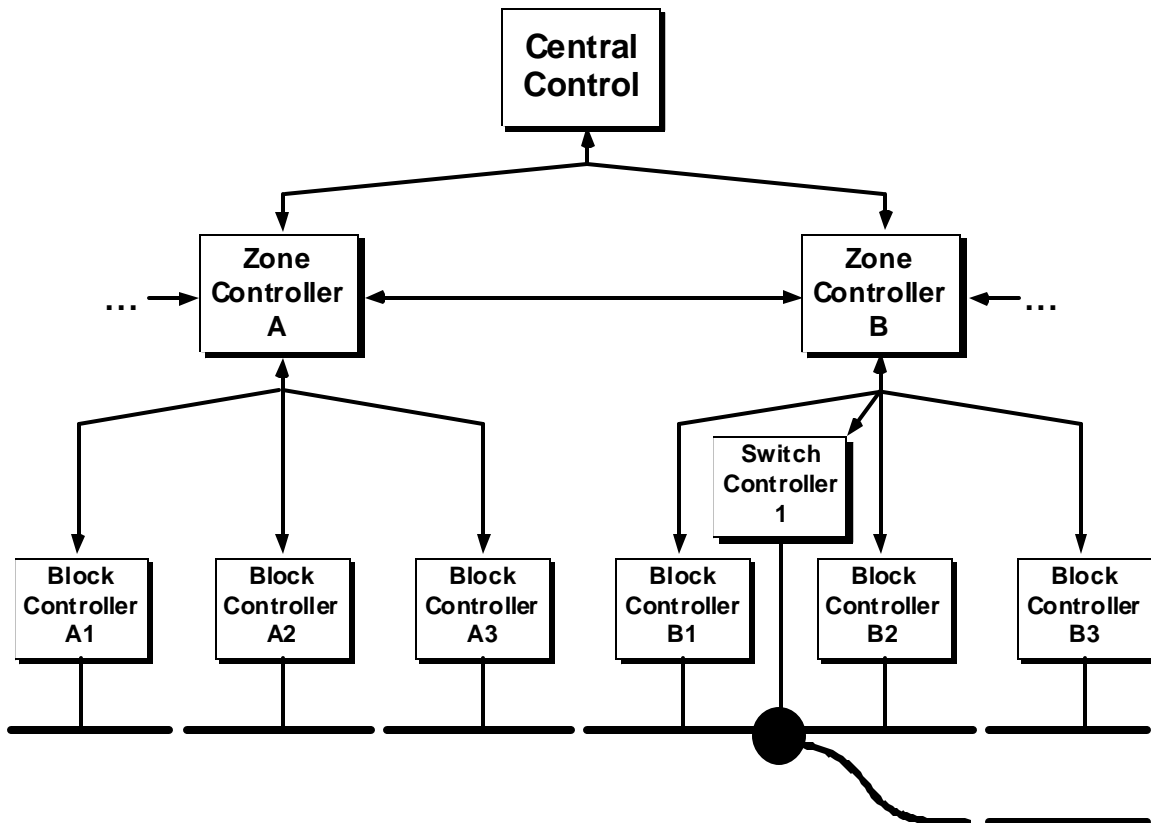 Central
Control
Zone
Controller
A
Zone
Controller
B
...
...
Switch
Controller
1
Block
Controller
A1
Block
Controller
A2
Block
Controller
A3
Block
Controller
B1
Block
Controller
B2
Block
Controller
B3